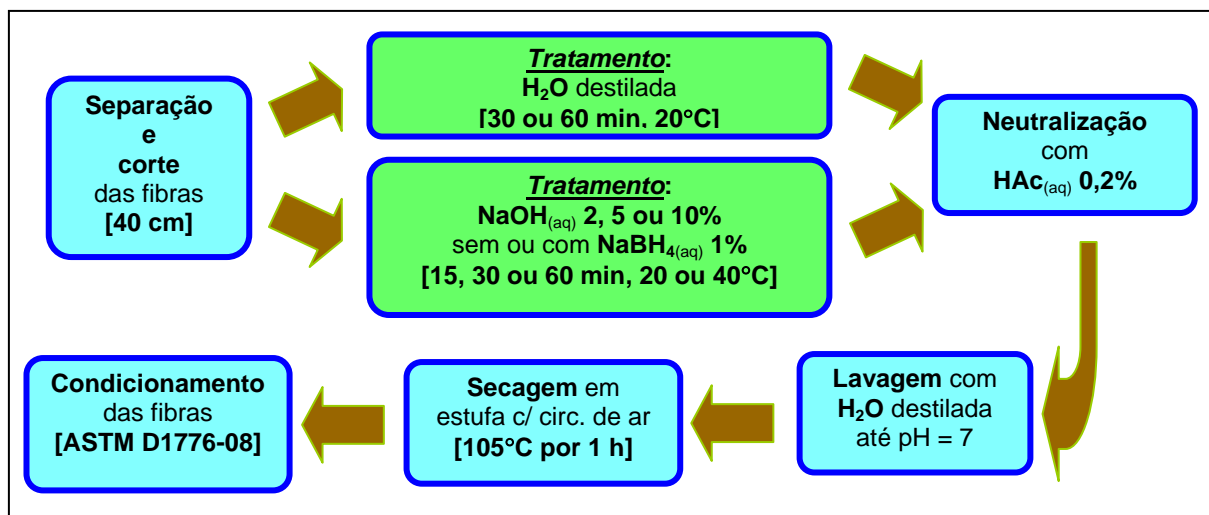 Separação
e
corte
das fibras
[40 cm]
Tratamento:
H₂O destilada
[30 ou 60 min, 20°C]
Tratamento:
NaOH(aq) 2, 5 ou 10%
sem ou com NaBH₄(aq) 1%
[15, 30 ou 60 min, 20 ou 40°C]
Neutralização
com
HAc(aq) 0,2%
Lavagem com
H₂O destilada
até pH = 7
Secagem em
estufa c/ circ. de ar
[105°C por 1 h]
Condicionamento
das fibras
[ASTM D1776-08]